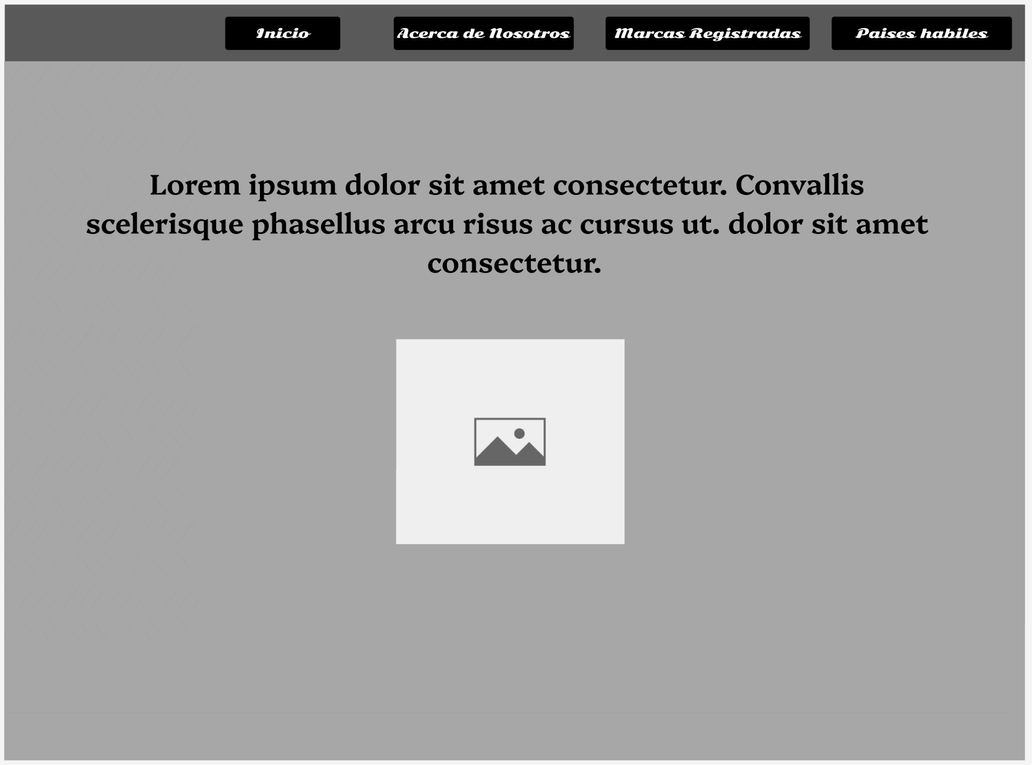 Inicio
Acerca de Nosotros
Marcas Registradas
Paises habiles
Lorem ipsum dolor sit amet consectetur. Convallis
scelerisque phasellus arcu risus ac cursus ut. dolor sit amet
consectetur.